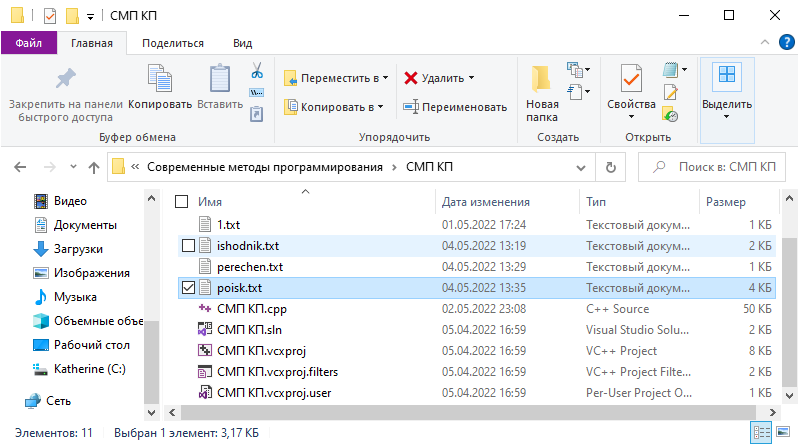 СМП КП
Файл Главная Поделиться Вид
Закрепить на панели быстрого доступа
Копировать
Вставить
Переместить в
Копировать в
Удалить
Переименовать
Новая папка
Свойства
Выделить
Буфер обмена Упорядочить Создать Открыть
« Современные методы программирования › СМП КП
Поиск в: СМП КП
Видео
Документы
Загрузки
Изображения
Музыка
Объемные объе
Рабочий стол
Katherine (C:)
Сеть
Имя Дата изменения Тип Размер
1.txt 01.05.2022 17:24 Текстовый докум... 1 КБ
ishodnik.txt 04.05.2022 13:19 Текстовый докум... 2 КБ
perechen.txt 04.05.2022 13:29 Текстовый докум... 1 КБ
poisk.txt 04.05.2022 13:35 Текстовый докум... 4 КБ
СМП КП.cpp 02.05.2022 23:08 C++ Source 50 КБ
СМП КП.sln 05.04.2022 16:59 Visual Studio Solu... 2 КБ
СМП КП.vcxproj 05.04.2022 16:59 VC++ Project 8 КБ
СМП КП.vcxproj.filters 05.04.2022 16:59 VC++ Project Filte... 2 КБ
СМП КП.vcxproj.user 05.04.2022 16:59 Per-User Project O... 1 КБ
Элементов: 11 Выбран 1 элемент: 3,17 КБ